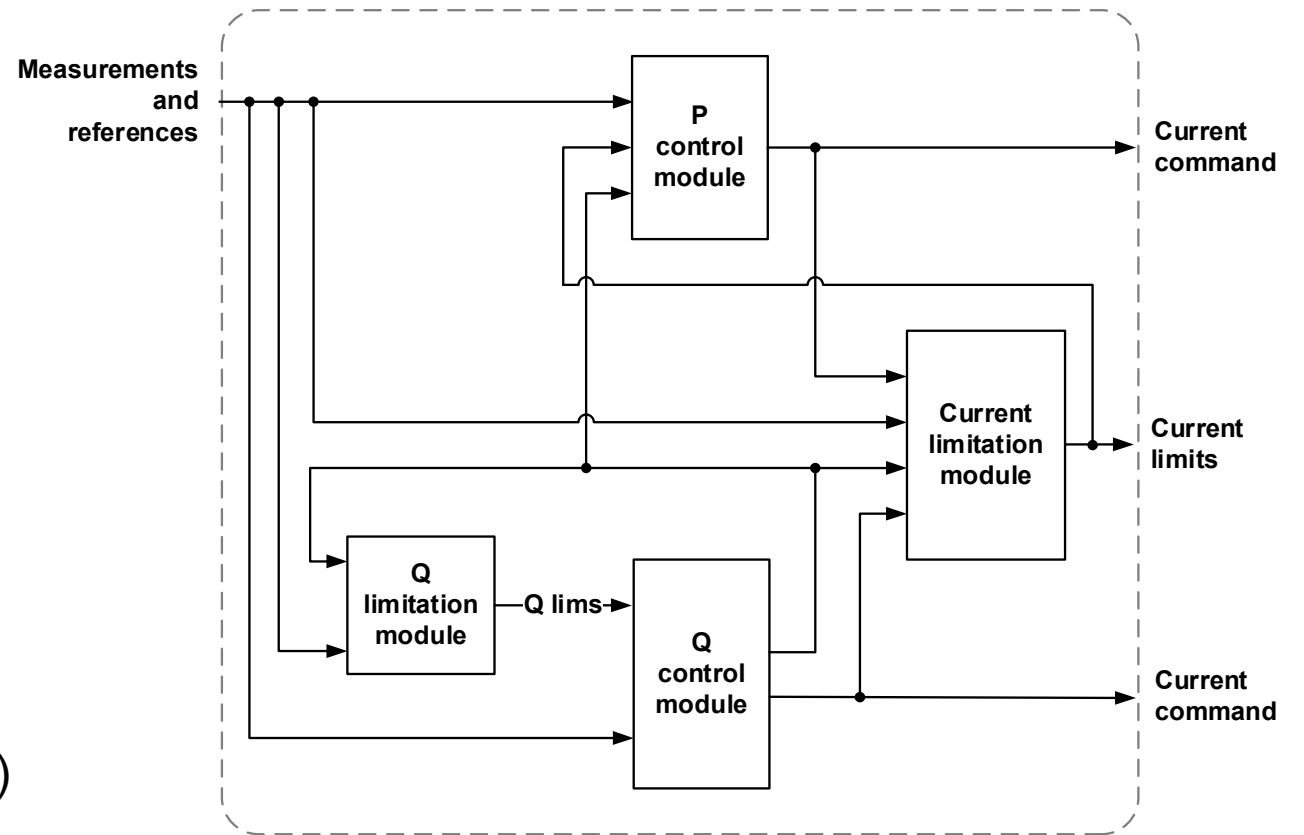 Measurements
and
references
P
control
module
Current
command
Current
limitation
module
Current
limits
Q
limitation
module
Q lims
Q
control
module
Current
command
)